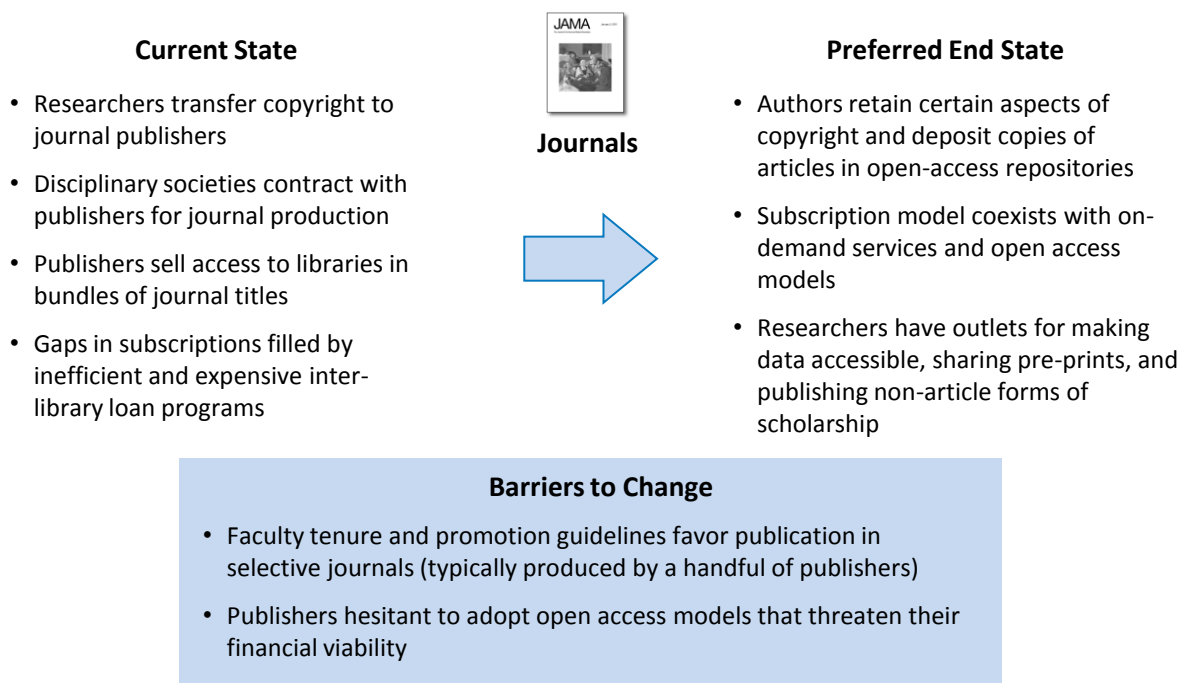 Current State
• Researchers transfer copyright to
journal publishers
• Disciplinary societies contract with
publishers for journal production
• Publishers sell access to libraries in
bundles of journal titles
• Gaps in subscriptions filled by
inefficient and expensive inter-
library loan programs
JAMA
Journals
Preferred End State
• Authors retain certain aspects of
copyright and deposit copies of
articles in open-access repositories
• Subscription model coexists with on-
demand services and open access
models
• Researchers have outlets for making
data accessible, sharing pre-prints, and
publishing non-article forms of
scholarship
Barriers to Change
• Faculty tenure and promotion guidelines favor publication in
selective journals (typically produced by a handful of publishers)
• Publishers hesitant to adopt open access models that threaten their
financial viability